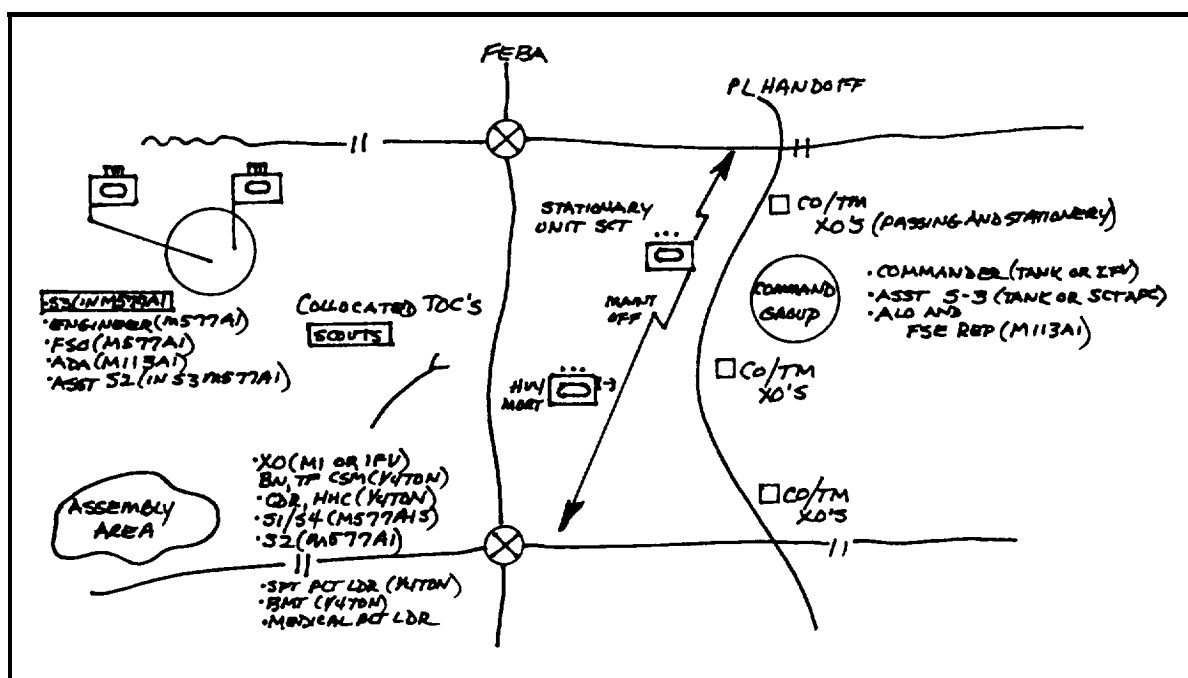 FEBA
PL HANDOFF
STATIONARY
UNIT SCT
CO/TM
XO'S (PASSING AND STATIONERY)
COMMAND
GROUP
•COMMANDER (TANK OR IFV)
•ASST S-3 (TANK OR SCT APC)
•ALO AND
FSE REP (M113A1)
MAINT
OFF
S3 (IN M577A1)
•ENGINEER (M577A1)
•FSO (M577A1)
•ADA (M113A1)
•ASST S2 (IN S3 M577A1)
COLLOCATED TOC'S
SCOUTS
HVY
MORT
CO/TM
XO'S
•XO (M1 OR IFV)
BN, TF CSM (1/4 TON)
•CDR, HHC (1/4 TON)
•S1/S4 (M577A1S)
•S2 (M577A1)
ASSEMBLY
AREA
CO/TM
XO'S
•SPT PLT LDR (1/4 TON)
•BMT (1/4 TON)
•MEDICAL PLT LDR